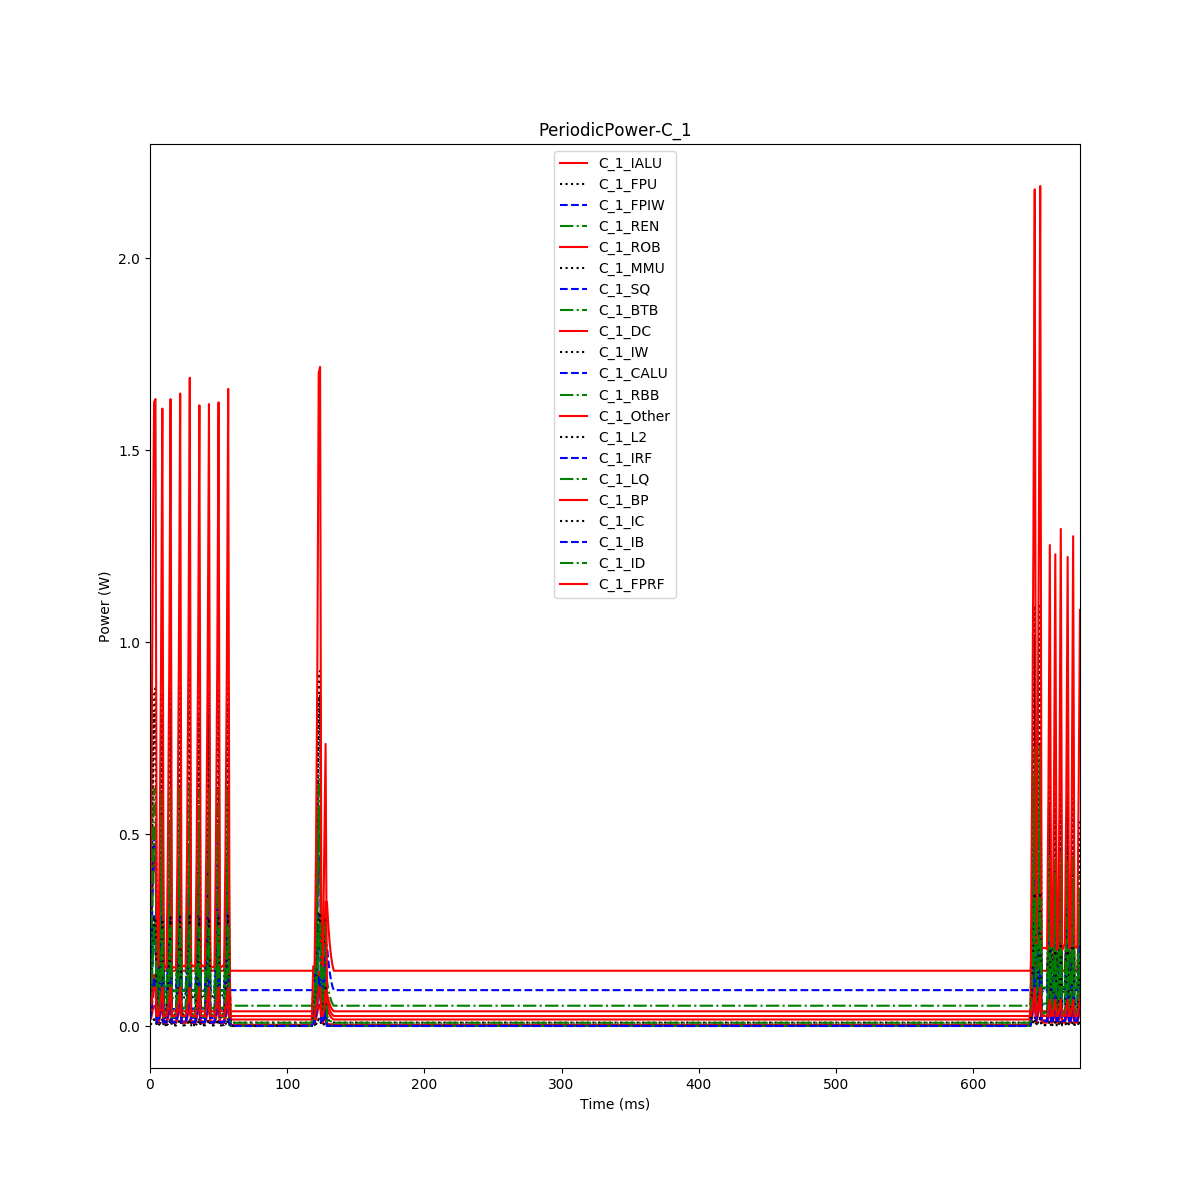 PeriodicPower-C_1
C_1_IALU
C_1_FPU
C_1_FPIW
C_1_REN
C_1_ROB
C_1_MMU
C_1_SQ
C_1_BTB
C_1_DC
C_1_IW
C_1_CALU
C_1_RBB
C_1_Other
C_1_L2
C_1_IRF
C_1_LQ
C_1_BP
C_1_IC
C_1_IB
C_1_ID
C_1_FPRF
Power (W)
2.0
1.5
1.0
0.5
0.0
0 100 200 300 400 500 600
Time (ms)